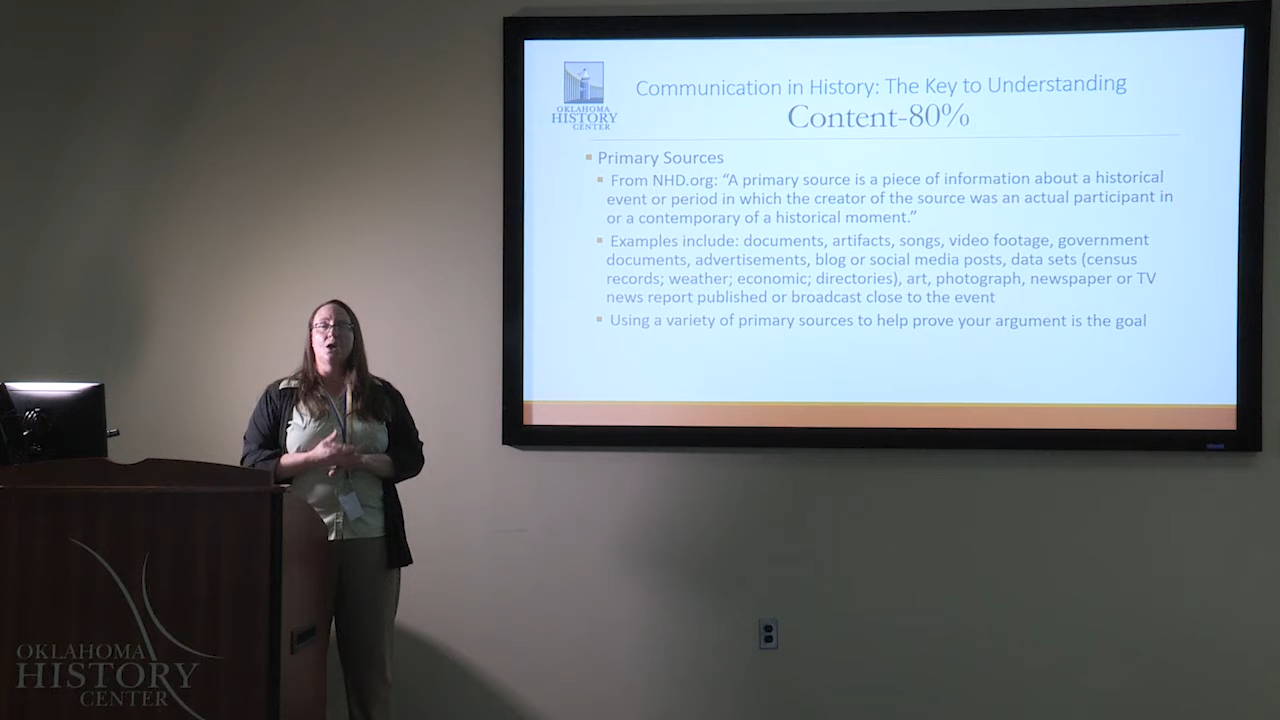 OKLAHOMA
HISTORY
CENTER
Communication in History: The Key to Understanding
Content-80%
Primary Sources
From NHD.org: “A primary source is a piece of information about a historical
event or period in which the creator of the source was an actual participant in
or a contemporary of a historical moment.”
Examples include: documents, artifacts, songs, video footage, government
documents, advertisements, blog or social media posts, data sets (census
records; weather; economic; directories), art, photograph, newspaper or TV
news report published or broadcast close to the event
Using a variety of primary sources to help prove your argument is the goal
OKLAHOMA
HISTORY
CENTER